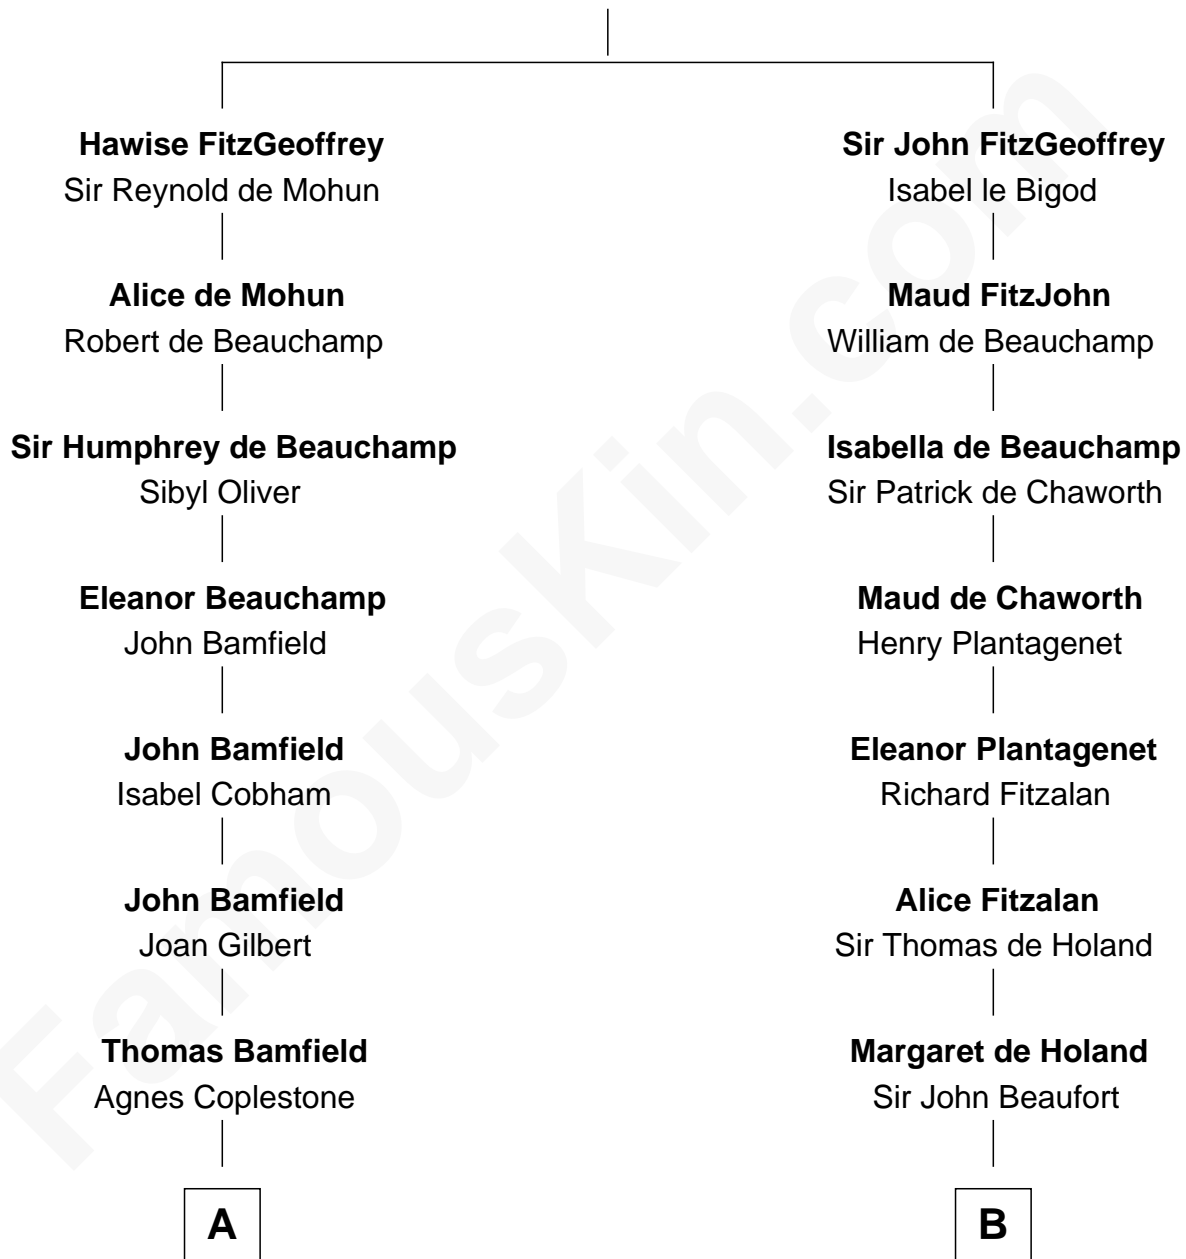 Hawise FitzGeoffrey
Sir Reynold de Mohun
Alice de Mohun
Robert de Beauchamp
Sir Humphrey de Beauchamp
Sibyl Oliver
Eleanor Beauchamp
John Bamfield
John Bamfield
Isabel Cobham
John Bamfield
Joan Gilbert
Thomas Bamfield
Agnes Coplestone
A
Sir John FitzGeoffrey
Isabel le Bigod
Maud FitzJohn
William de Beauchamp
Isabella de Beauchamp
Sir Patrick de Chaworth
Maud de Chaworth
Henry Plantagenet
Eleanor Plantagenet
Richard Fitzalan
Alice Fitzalan
Sir Thomas de Holand
Margaret de Holand
Sir John Beaufort
B
FamousKin.com